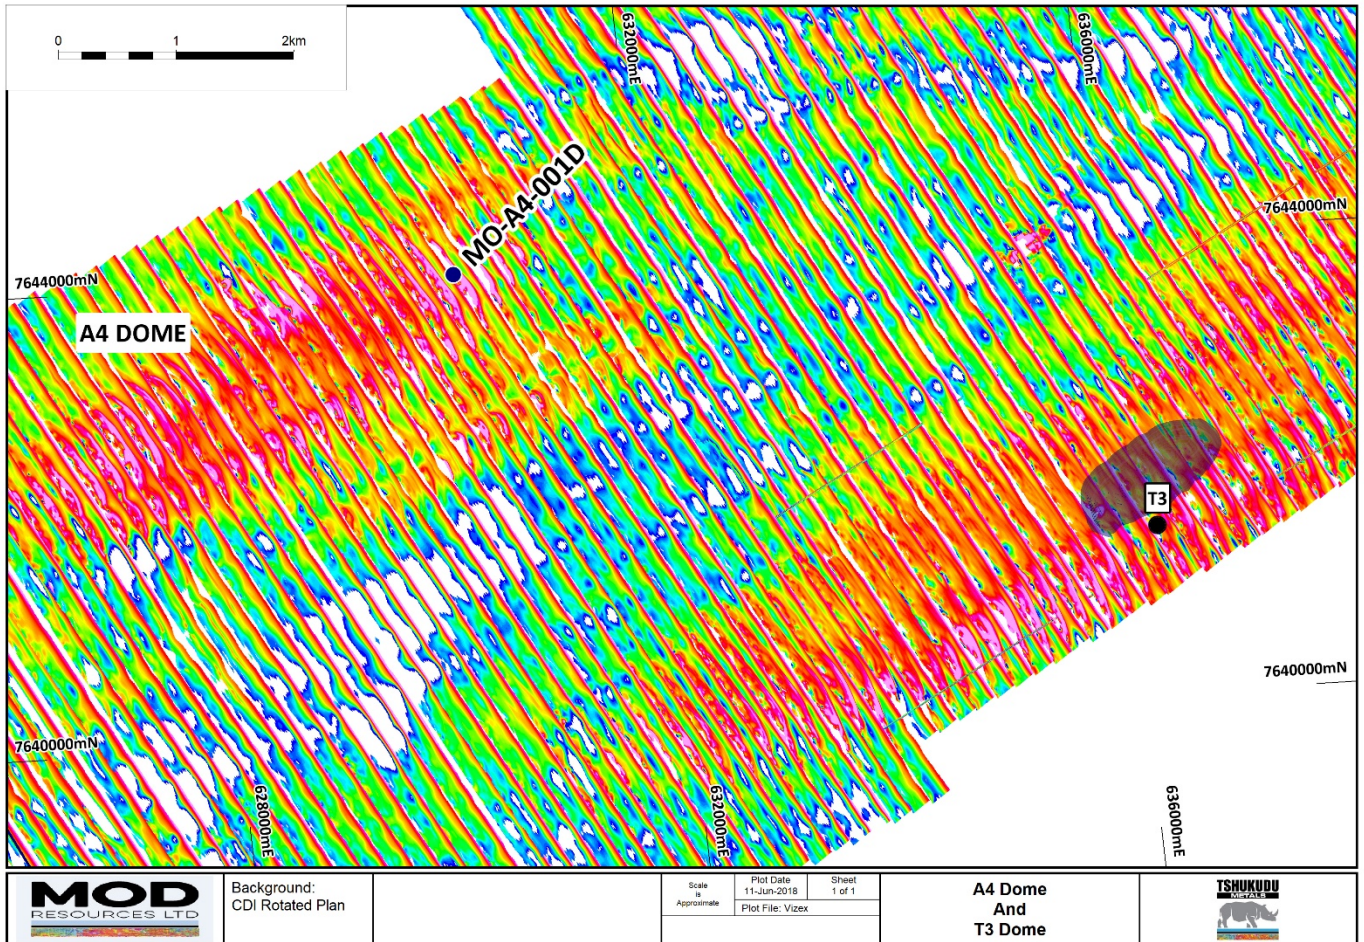 0 1 2km
632000mE
636000mE
MO-A4-001D
7644000mN
7644000mN
A4 DOME
T3
7640000mN
7640000mN
628000mE
632000mE
636000mE
MOD
RESOURCES LTD
Background:
CDI Rotated Plan
Scale
is
Approximate
Plot Date
11-Jun-2018
Sheet
1 of 1
Plot File: Vizex
A4 Dome
And
T3 Dome
TSHUKUDU
METALS